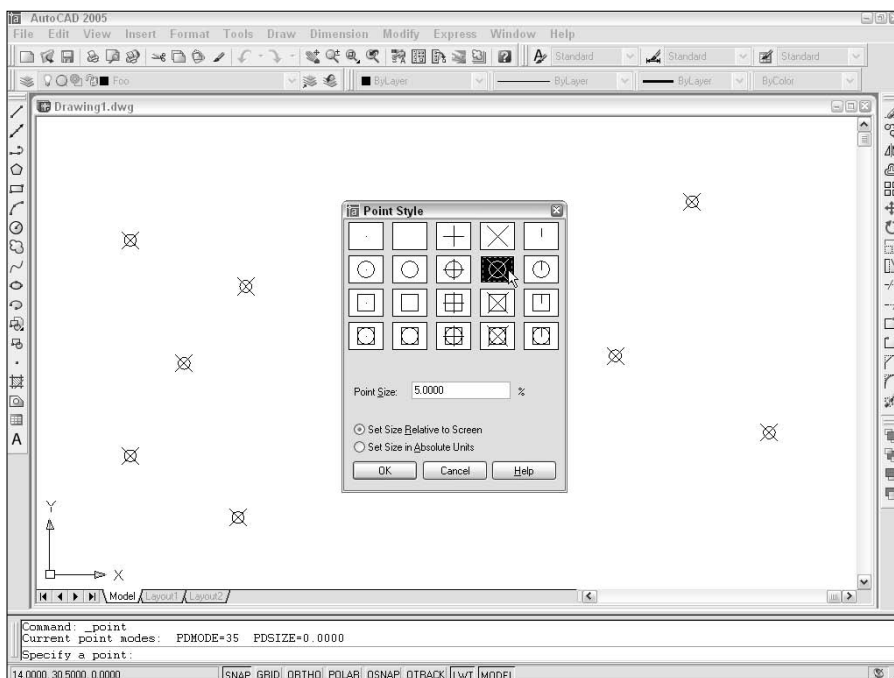 AutoCAD 2005
File Edit View Insert Format Tools Draw Dimension Modify Express Window Help
Standard Standard Standard
Foo ByLayer ByLayer ByLayer ByColor
Drawing1.dwg
Point Style
Point Size: 5.0000 %
Set Size Relative to Screen
Set Size in Absolute Units
OK Cancel Help
Y
X
A
Model Layout1 Layout2
Command: _point
Current point modes: PDMODE=35 PDSIZE=0.0000
Specify a point:
14.0000, 30.5000, 0.0000 SNAP GRID ORTHO POLAR OSNAP OTRACK LWT MODEL